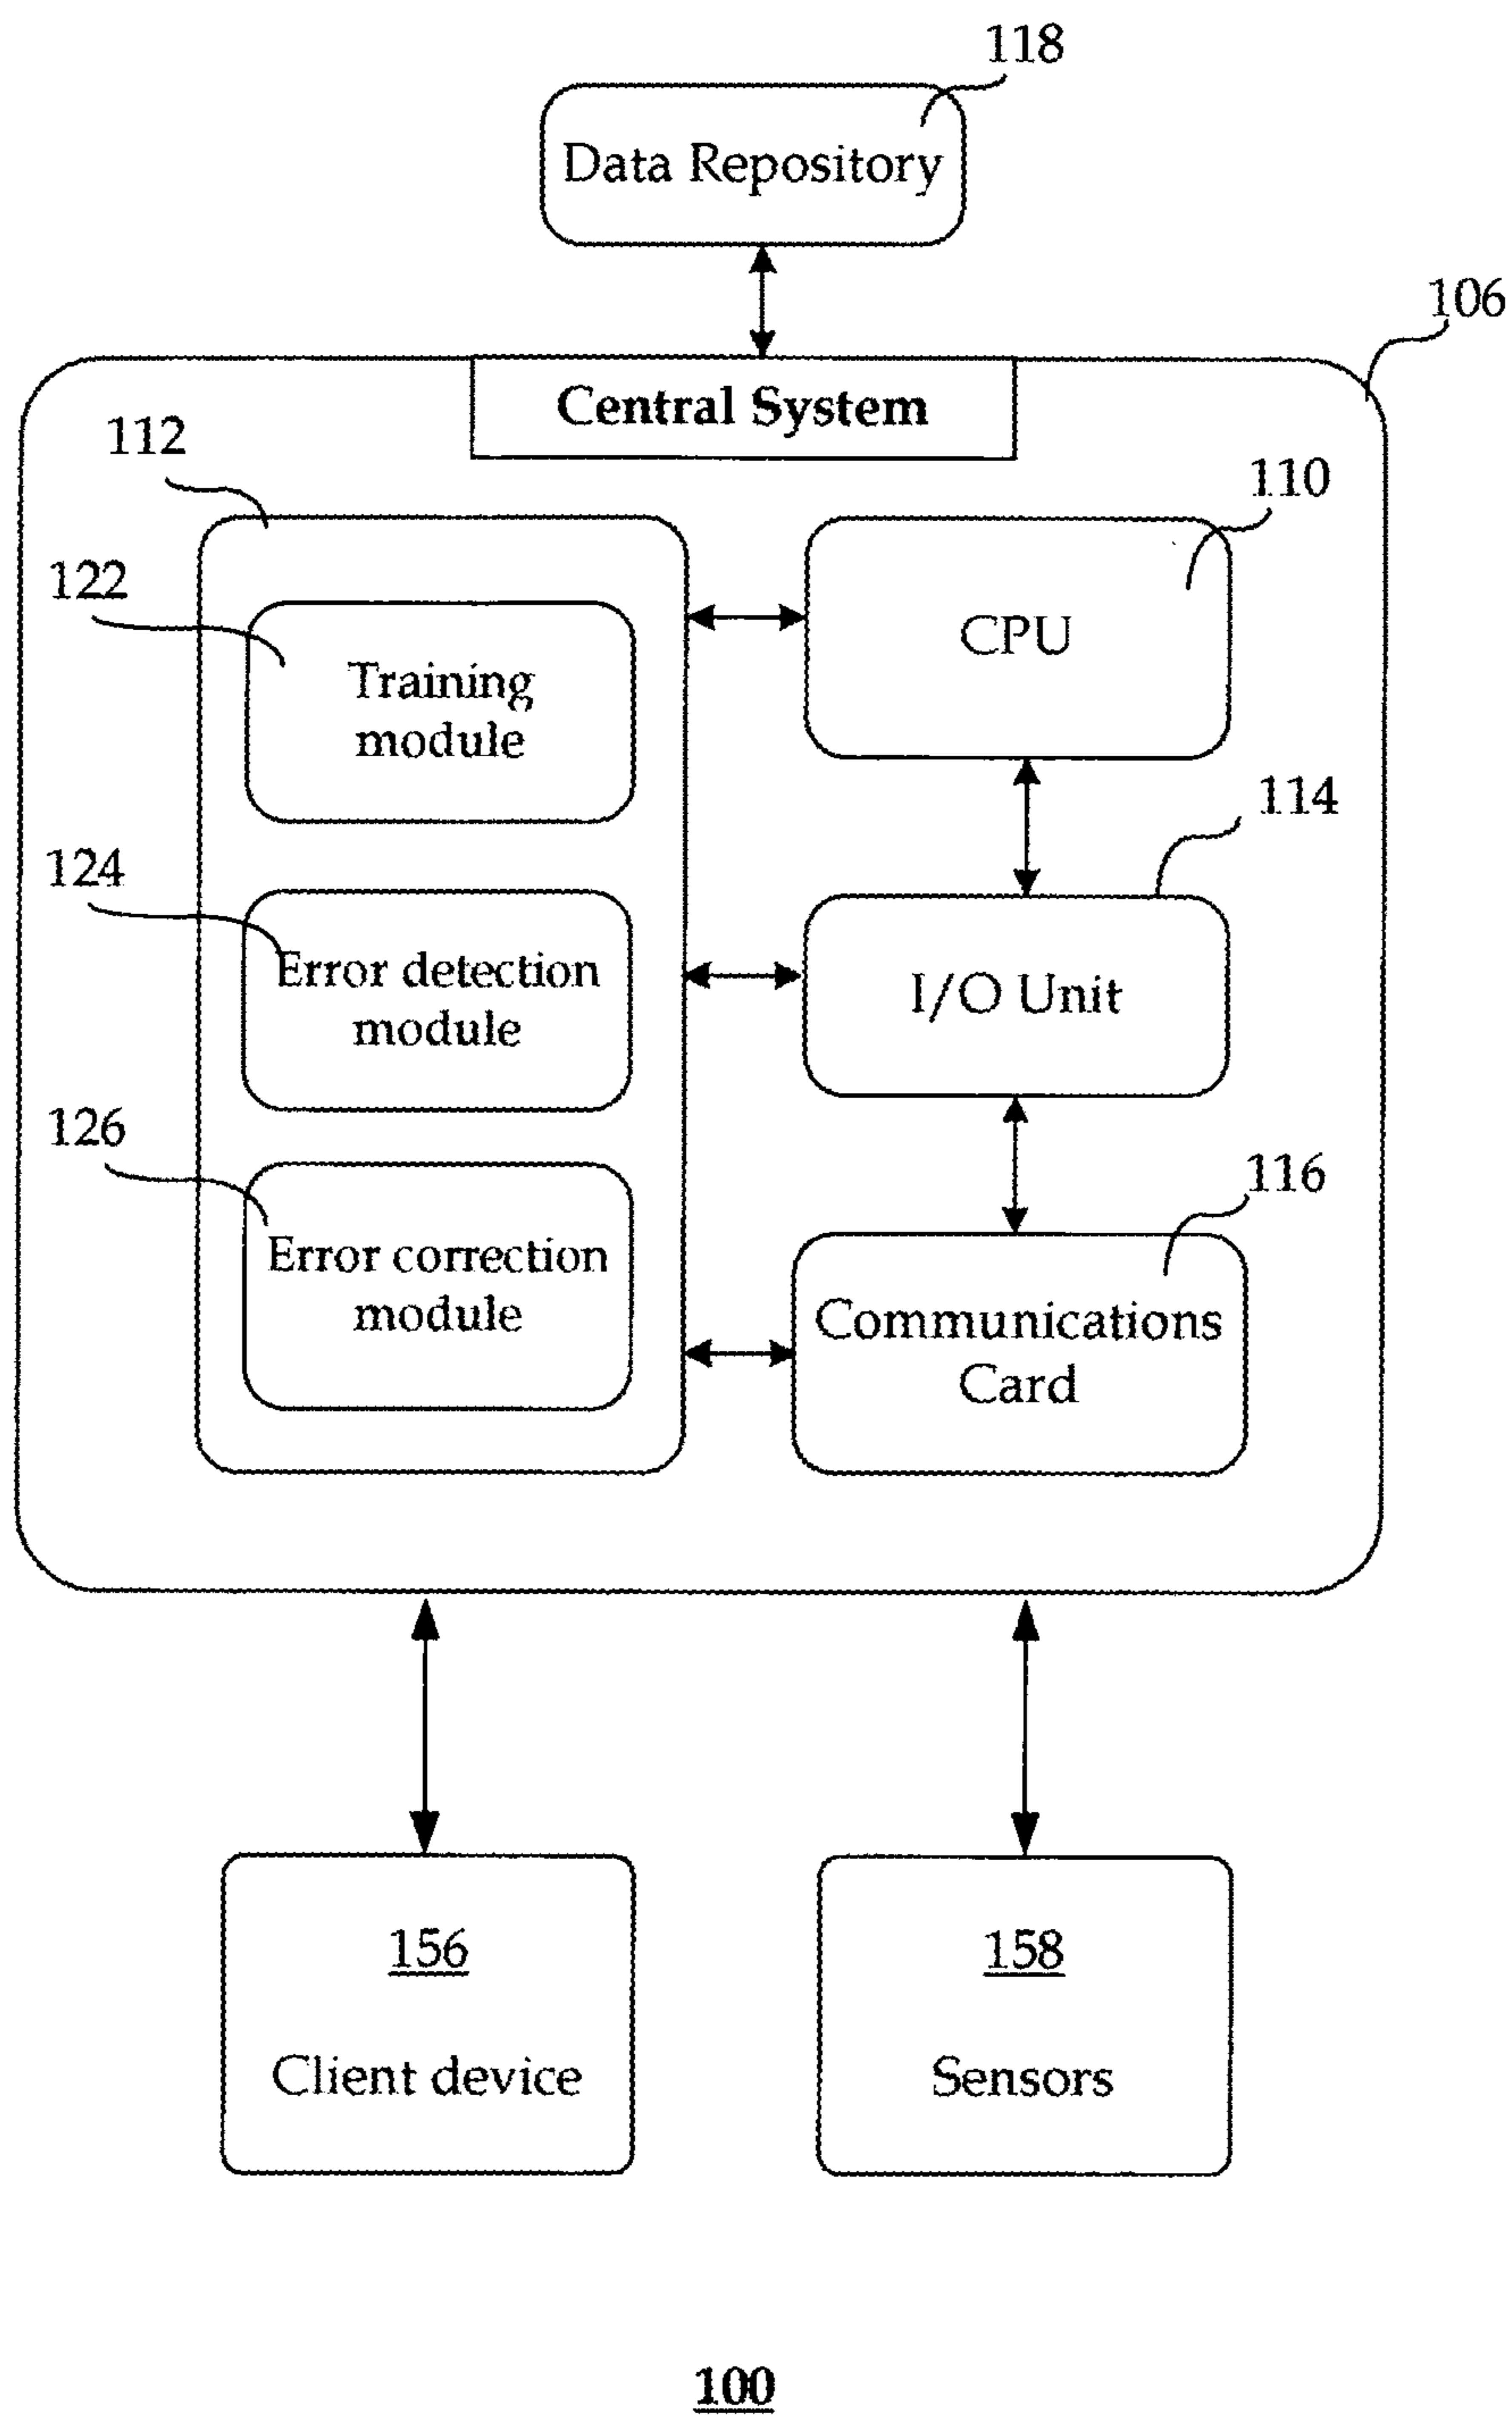 118
Data Repository
106
Central System
112
110
122
CPU
Training
module
114
124
Error detection
module
I/O Unit
126
116
Error correction
module
Communications
Card
156
Client device
158
Sensors
100